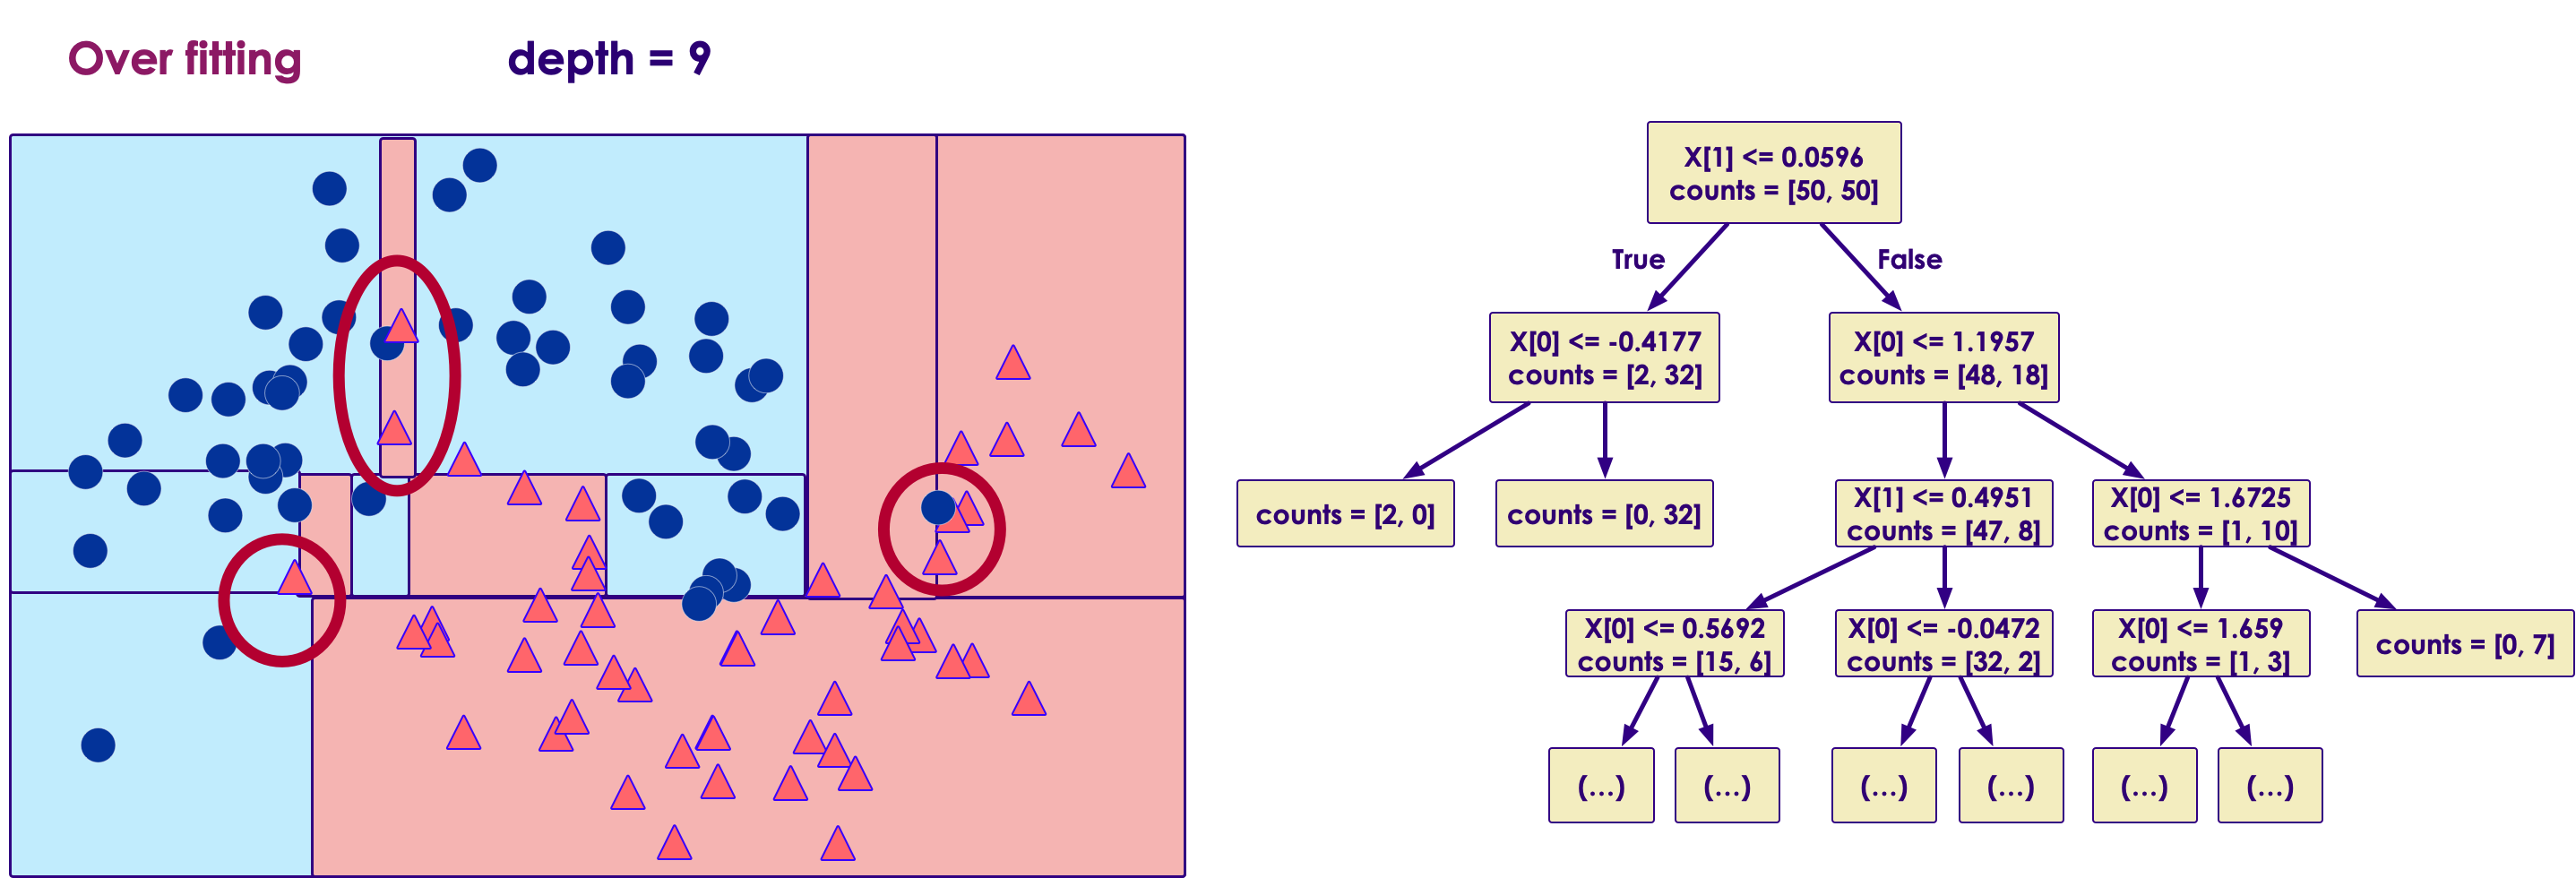 Over fitting
depth = 9
X[1] <= 0.0596
counts = [50, 50]
True
False
X[0] <= -0.4177
counts = [2, 32]
X[0] <= 1.1957
counts = [48, 18]
counts = [2, 0]
counts = [0, 32]
X[1] <= 0.4951
counts = [47, 8]
X[0] <= 1.6725
counts = [1, 10]
X[0] <= 0.5692
counts = [15, 6]
X[0] <= -0.0472
counts = [32, 2]
X[0] <= 1.659
counts = [1, 3]
counts = [0, 7]
(...)
(...)
(...)
(...)
(...)
(...)